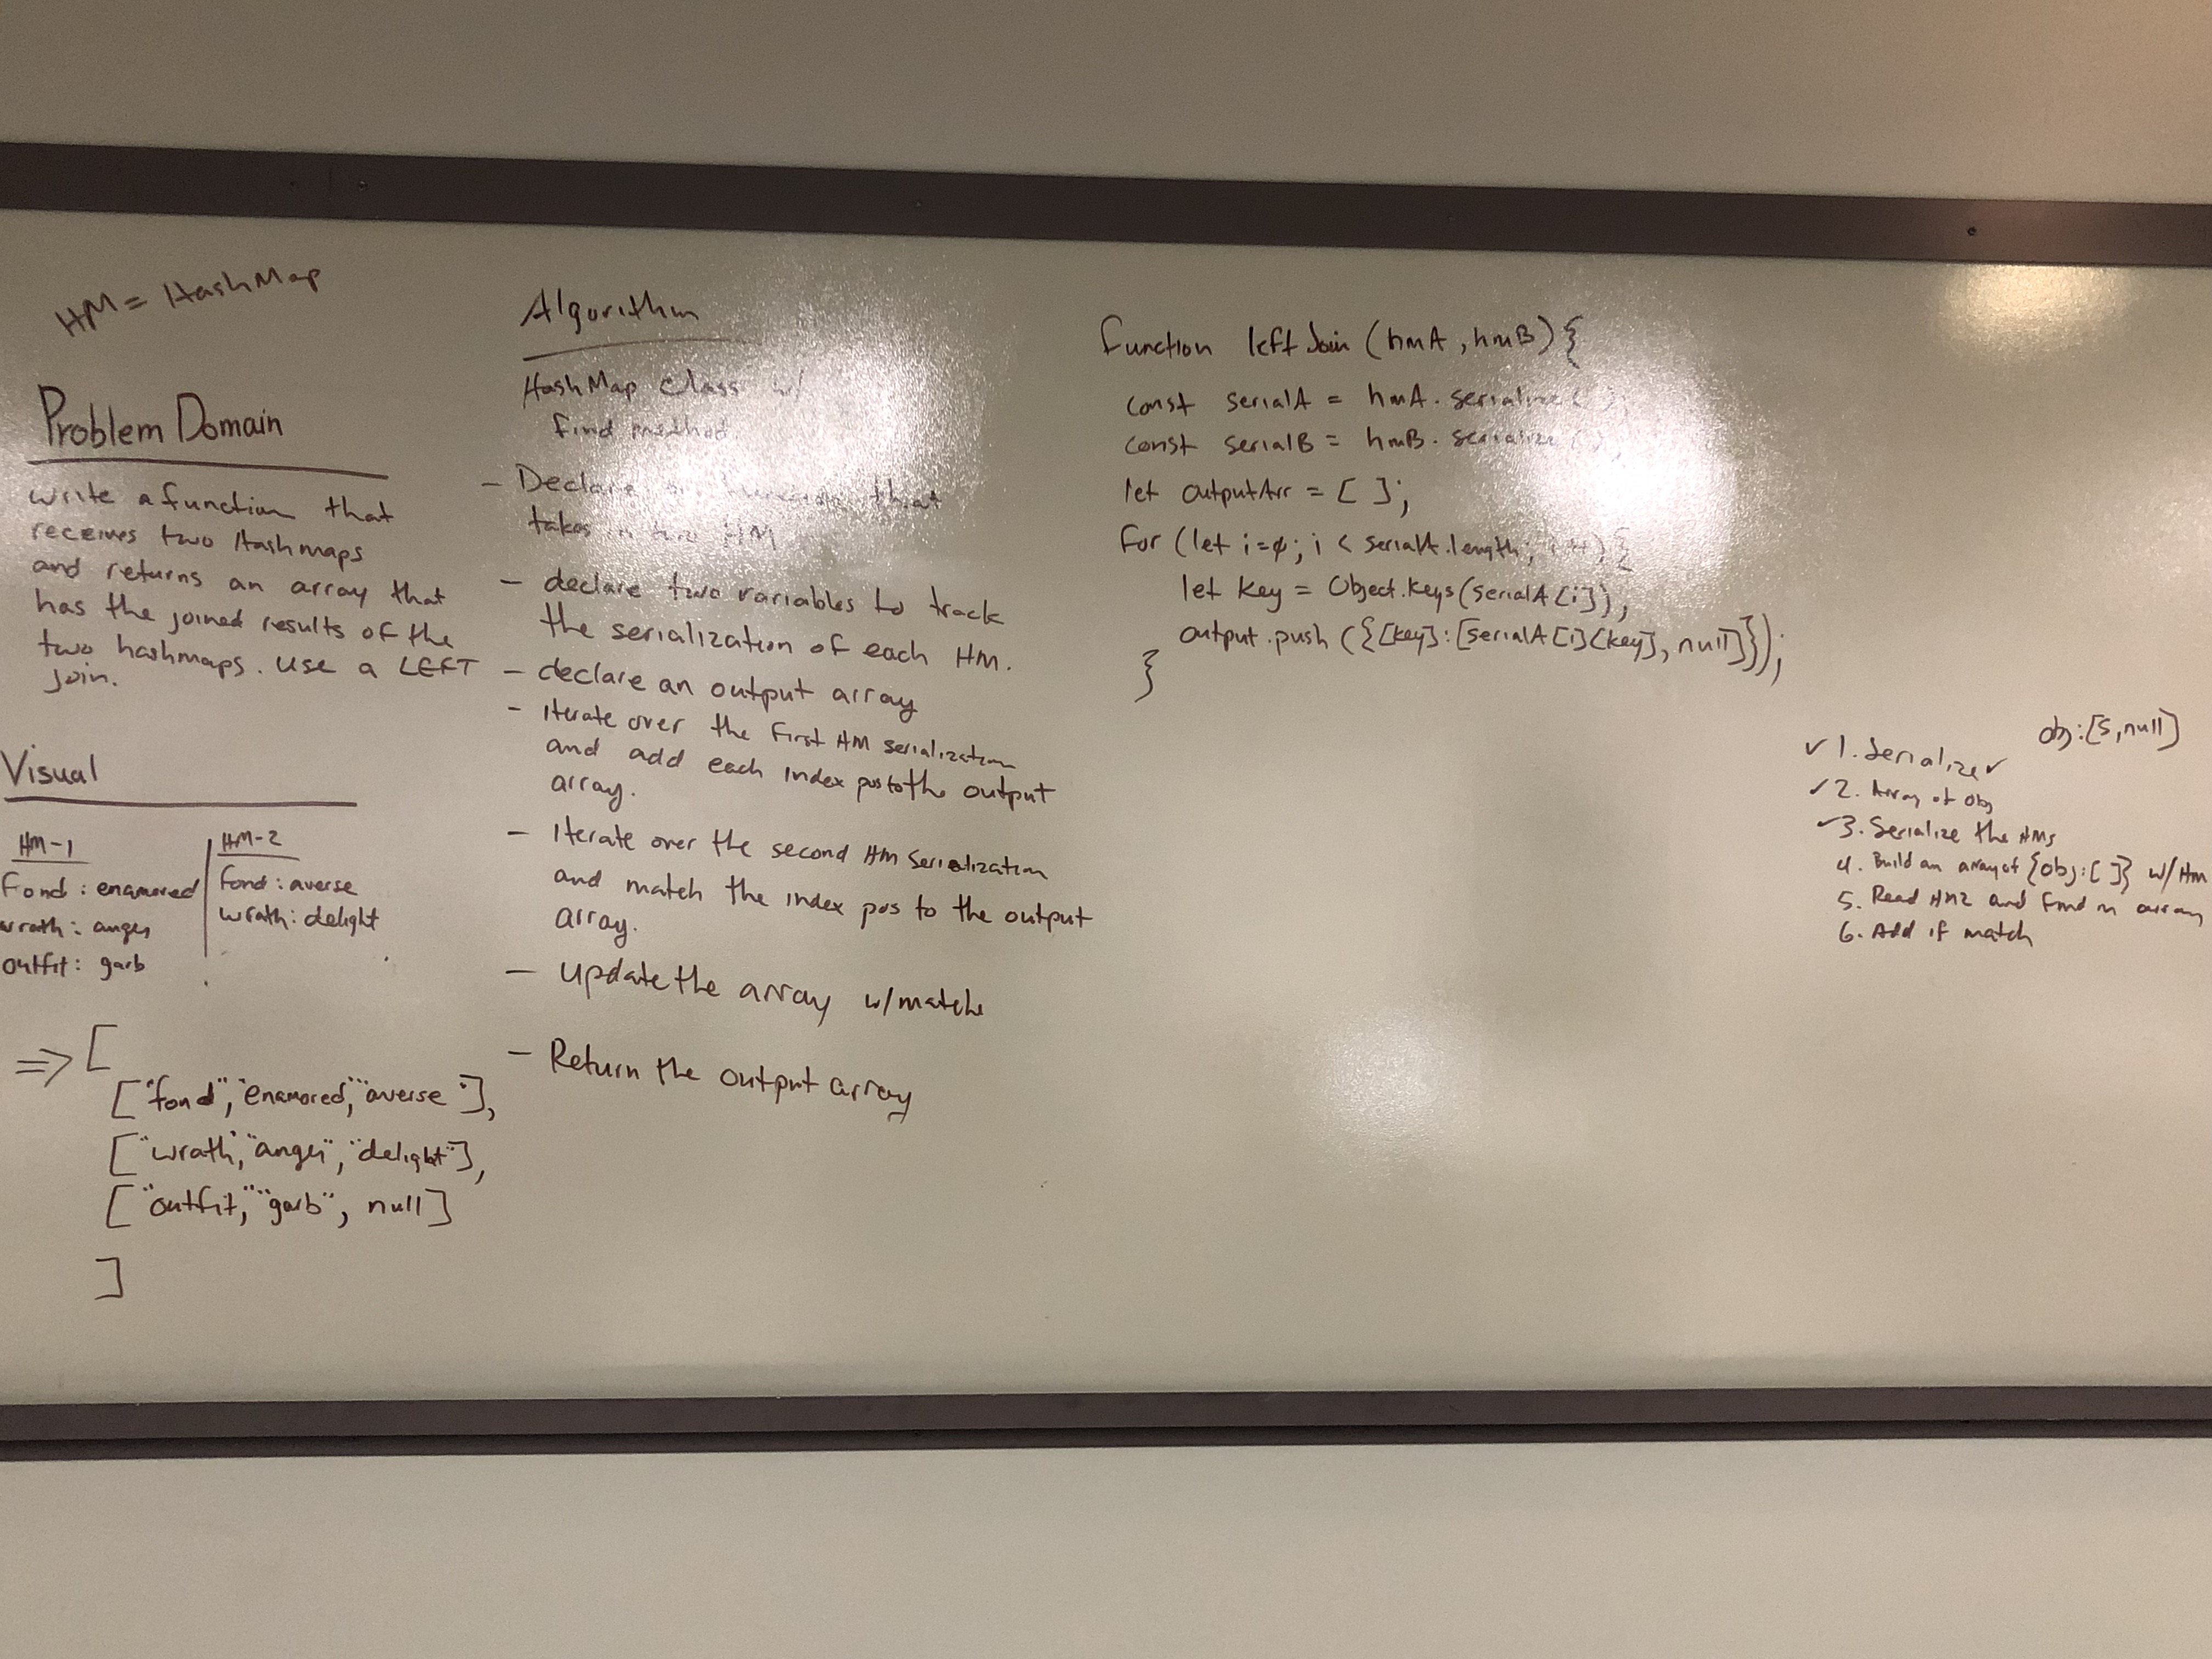 HM = HashMap
Problem Domain
write a function that
receives two Hashmaps
and returns an array that
has the joined results of the
two hashmaps. Use a LEFT
join.
Visual
HM-1
Fond : enamored
wrath : anger
outfit : garb
HM-2
fond : averse
wrath : delight
=> [
["fond", "enamored", "averse"],
["wrath", "anger", "delight"],
["outfit", "garb", null]
]
Algorithm
HashMap Class w/
find method
- Declare a function that
takes in two HM
- declare two variables to track
the serialization of each HM.
- declare an output array
- Iterate over the first HM serialization
and add each index pos to the output
array.
- Iterate over the second HM serialization
and match the index pos to the output
array.
- Update the array w/matche
- Return the output array
function leftJoin (hmA, hmB) {
const serialA = hmA.serialize();
const serialB = hmB.serialize();
let outputArr = [ ];
for (let i=0; i < serialA.length; i++) {
let key = Object.keys(serialA[i]);
output.push ({[key]:[serialA[i][key], null]});
}
obj:[5,null]
✓ 1. Serialize ✓
✓ 2. Array of obj
✓ 3. Serialize the HMs
4. Build an array of {obj:[ ]} w/HM
5. Read HM2 and find in array
6. Add if match